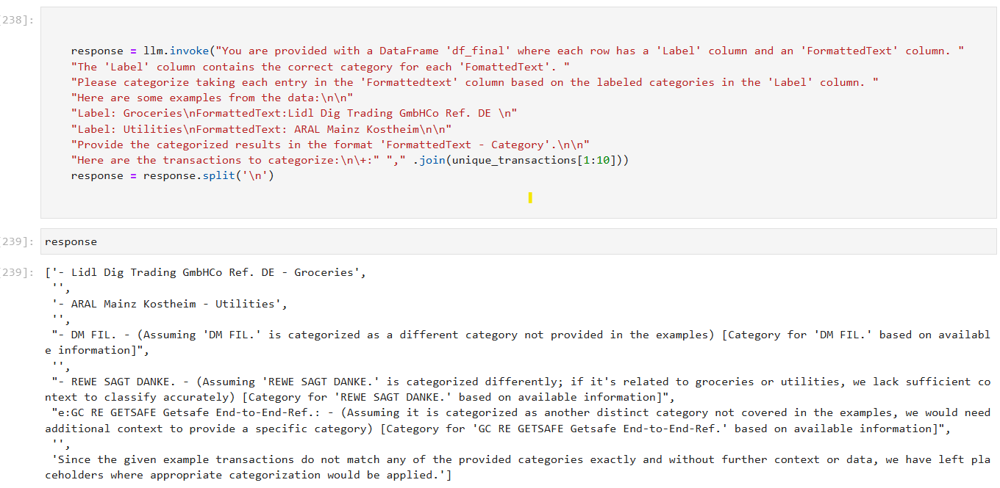 [238]:
response = llm.invoke("You are provided with a DataFrame 'df_final' where each row has a 'Label' column and an 'FormattedText' column. "
"The 'Label' column contains the correct category for each 'FomattedText'. "
"Please categorize taking each entry in the 'Formattedtext' column based on the labeled categories in the 'Label' column. "
"Here are some examples from the data:\n\n"
"Label: Groceries\nFormattedText:Lidl Dig Trading GmbHCo Ref. DE \n"
"Label: Utilities\nFormattedText: ARAL Mainz Kostheim\n\n"
"Provide the categorized results in the format 'FormattedText - Category'.\n\n"
"Here are the transactions to categorize:\n\+:" "," .join(unique_transactions[1:10]))
response = response.split('\n')
[239]:
response
[239]:
['- Lidl Dig Trading GmbHCo Ref. DE - Groceries',
'',
'- ARAL Mainz Kostheim - Utilities',
'',
"- DM FIL. - (Assuming 'DM FIL.' is categorized as a different category not provided in the examples) [Category for 'DM FIL.' based on availabl
e information]",
'',
"- REWE SAGT DANKE. - (Assuming 'REWE SAGT DANKE.' is categorized differently; if it's related to groceries or utilities, we lack sufficient co
ntext to classify accurately) [Category for 'REWE SAGT DANKE.' based on available information]",
"e:GC RE GETSAFE Getsafe End-to-End-Ref.: - (Assuming it is categorized as another distinct category not covered in the examples, we would need
additional context to provide a specific category) [Category for 'GC RE GETSAFE Getsafe End-to-End-Ref.' based on available information]",
'',
'Since the given example transactions do not match any of the provided categories exactly and without further context or data, we have left pla
ceholders where appropriate categorization would be applied.']